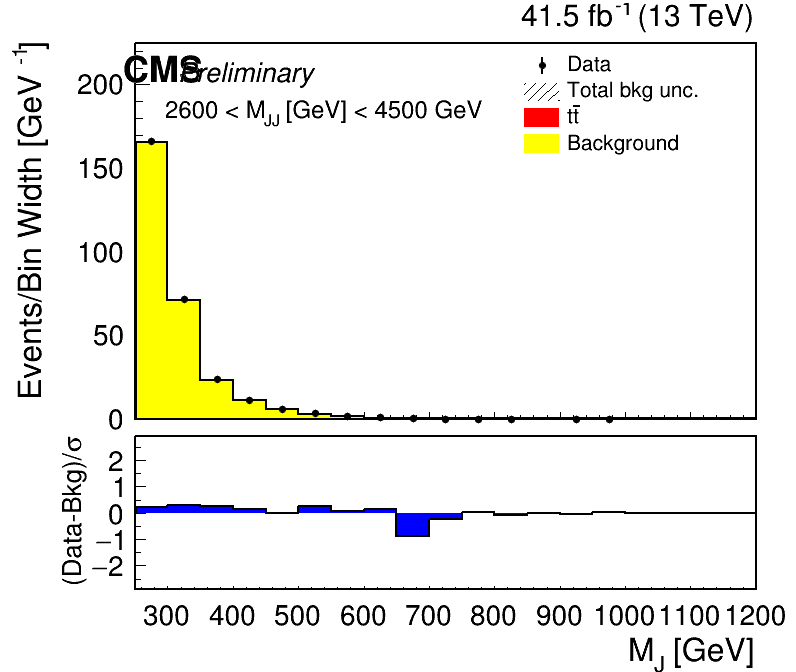 41.5 fb⁻¹ (13 TeV)
CMS Preliminary
2600 < M_JJ [GeV] < 4500 GeV
Data
Total bkg unc.
tt̄
Background
Events/Bin Width [GeV⁻¹]
200
150
100
50
0
(Data-Bkg)/σ
2
1
0
−1
−2
300 400 500 600 700 800 900 1000 1100 1200
M_J [GeV]